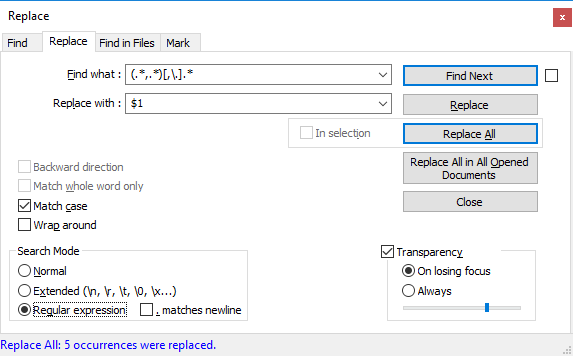 Replace
x
Find Replace Find in Files Mark
Find what : (.*,.*)[,\.].*
Find Next
Replace with : $1
Replace
In selection
Replace All
Replace All in All Opened
Documents
Close
Backward direction
Match whole word only
Match case
Wrap around
Search Mode
Normal
Extended (\n, \r, \t, \0, \x...)
Regular expression
. matches newline
Transparency
On losing focus
Always
Replace All: 5 occurrences were replaced.